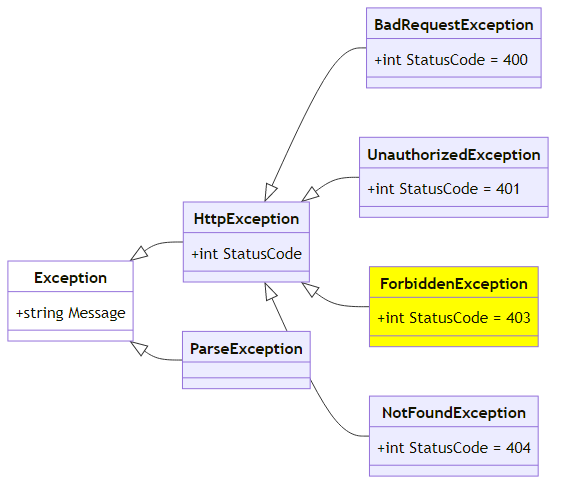 BadRequestException
+int StatusCode = 400
UnauthorizedException
+int StatusCode = 401
HttpException
+int StatusCode
Exception
+string Message
ForbiddenException
+int StatusCode = 403
ParseException
NotFoundException
+int StatusCode = 404